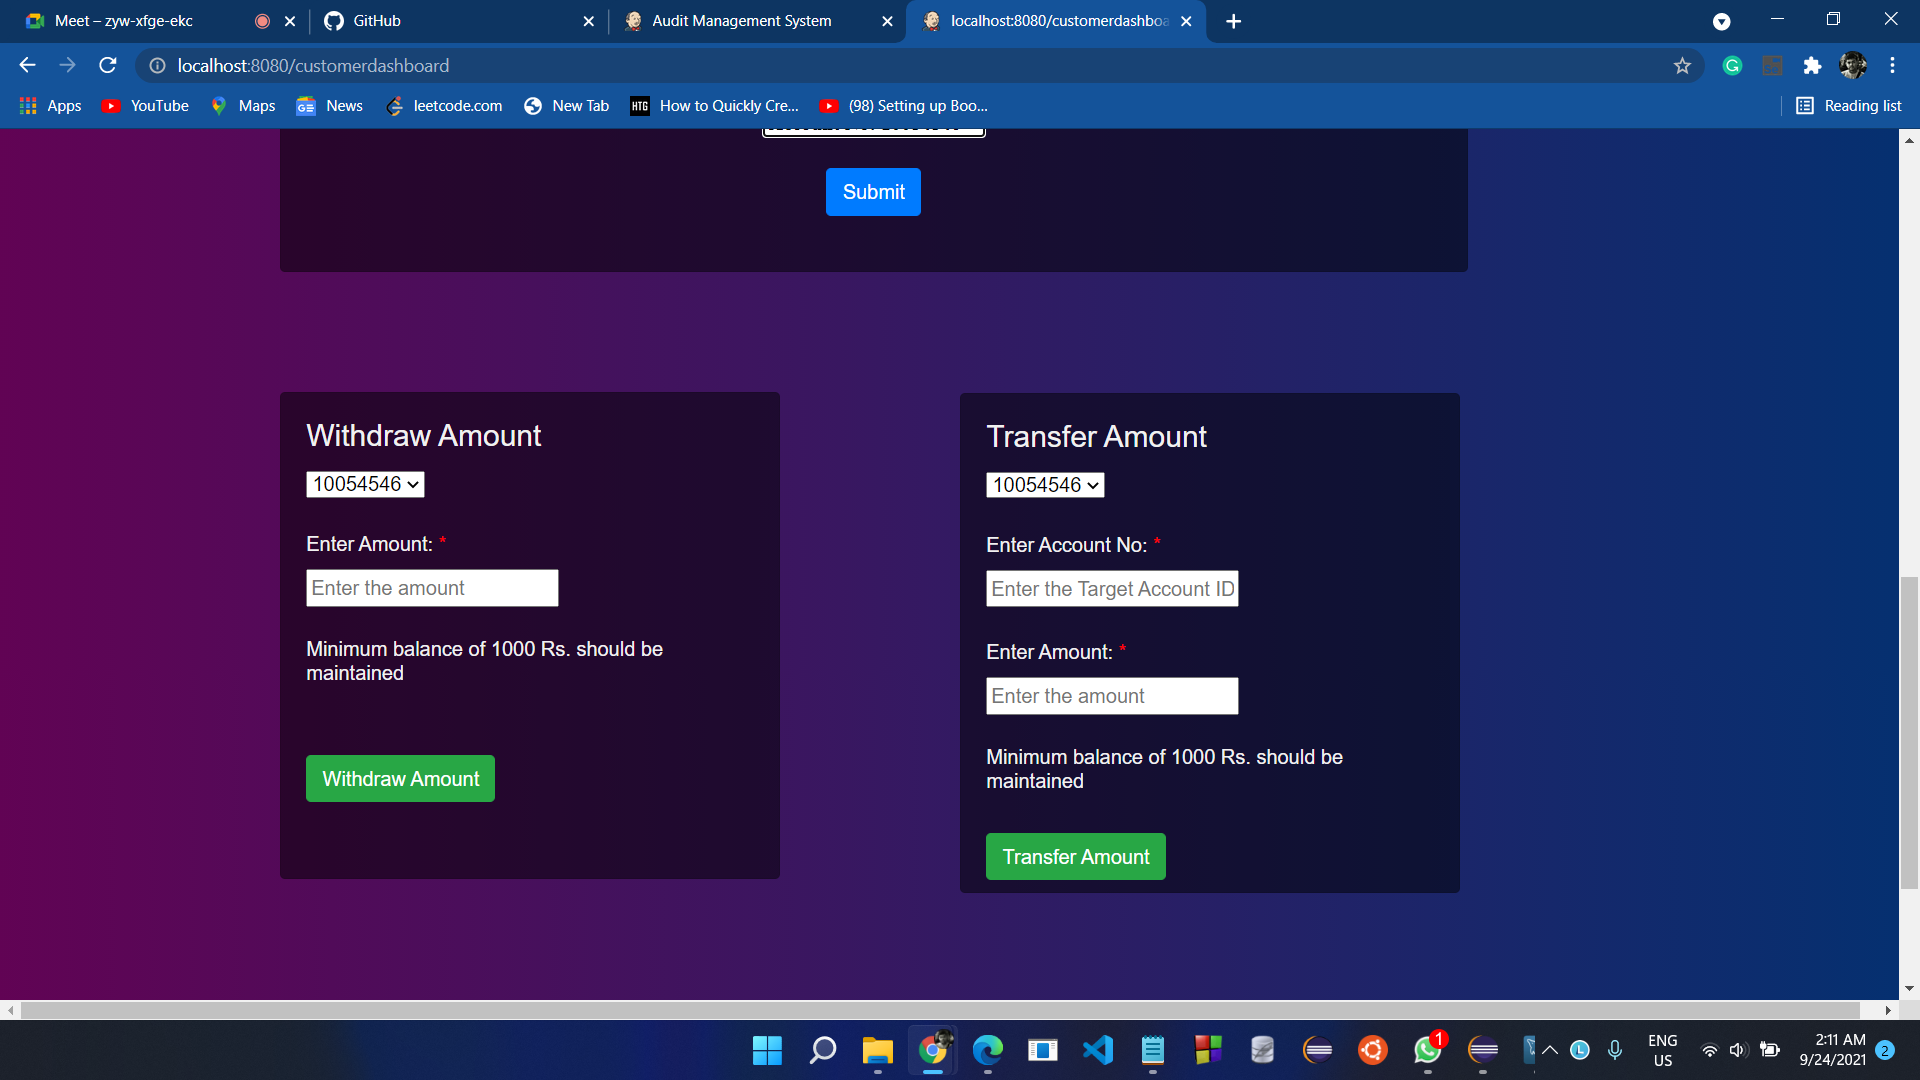 Meet – zyw-xfge-ekc
GitHub
Audit Management System
localhost:8080/customerdashboa
localhost:8080/customerdashboard
Apps
YouTube
Maps
News
leetcode.com
New Tab
HTG
How to Quickly Cre...
(98) Setting up Boo...
Reading list
Submit
Withdraw Amount
10054546
Enter Amount: *
Enter the amount
Minimum balance of 1000 Rs. should be
maintained
Withdraw Amount
Transfer Amount
10054546
Enter Account No: *
Enter the Target Account ID
Enter Amount: *
Enter the amount
Minimum balance of 1000 Rs. should be
maintained
Transfer Amount
1
ENG
US
2:11 AM
9/24/2021
2